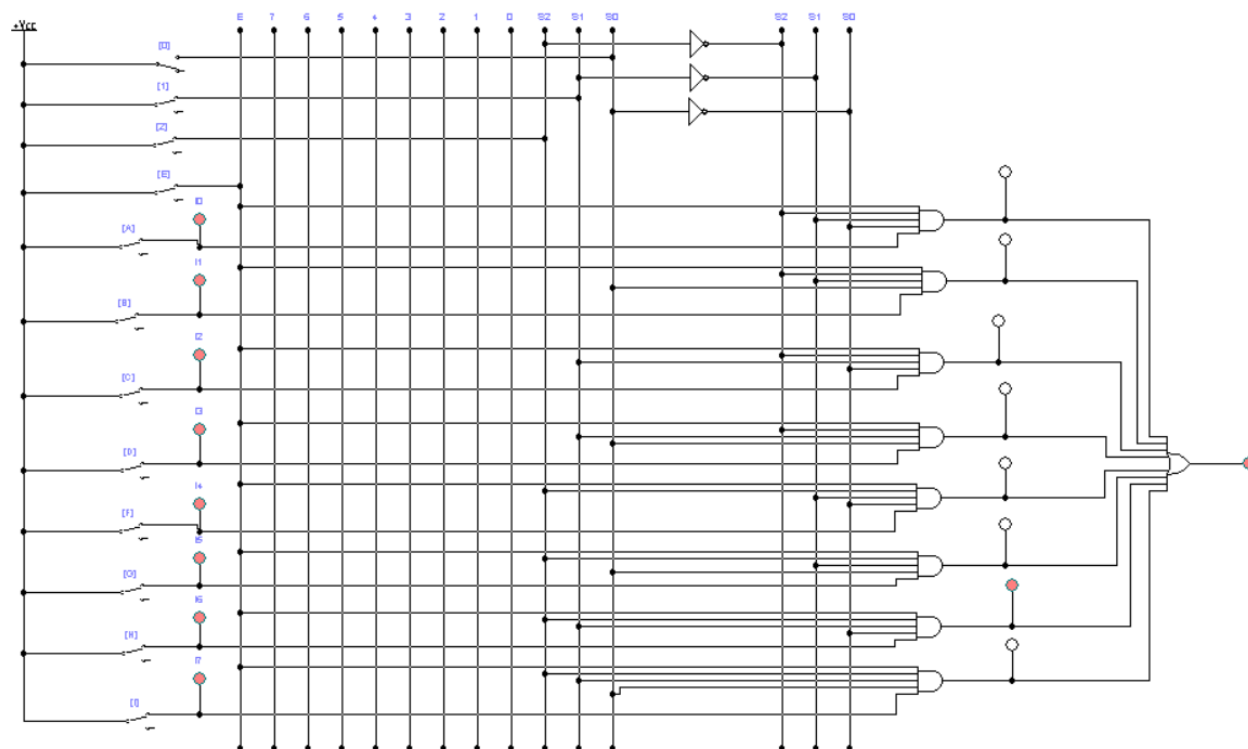 +Vcc
E 7 6 5 4 3 2 1 0 S2 S1 S0 S2 S1 S0
[0]
[1]
[2]
[E]
I0
[A]
I1
[B]
I2
[C]
I3
[D]
I4
[F]
I5
[O]
I6
[H]
I7